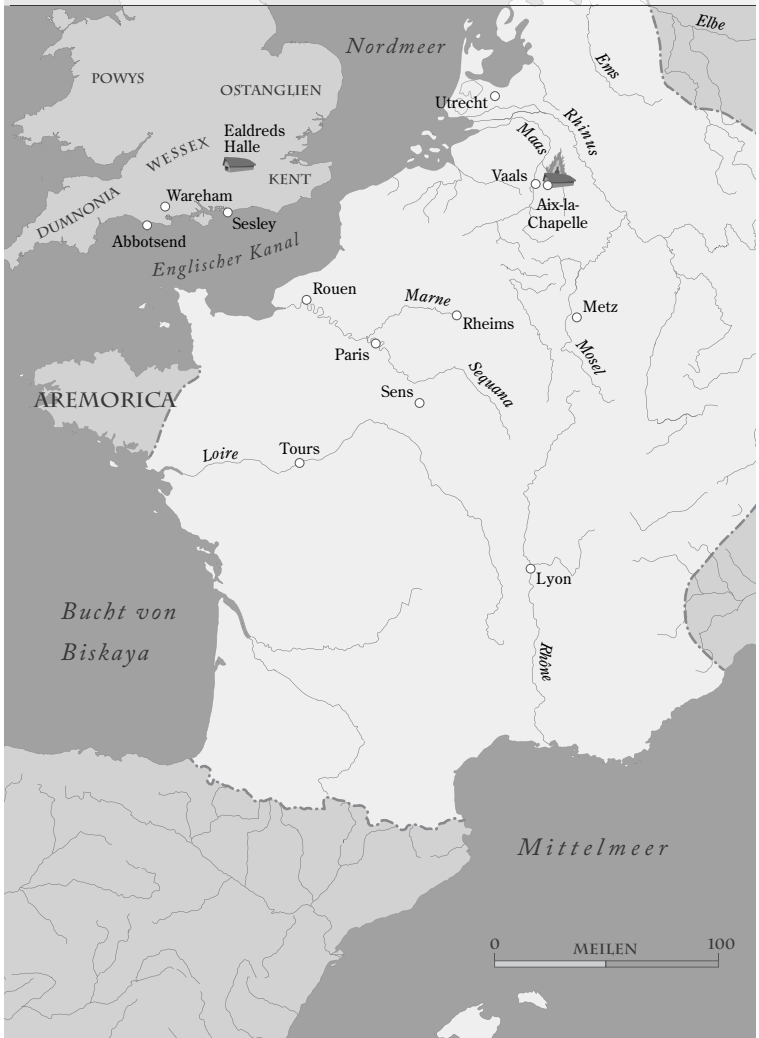 Nordmeer
Elbe
POWYS
Ems
OSTANGLIEN
Utrecht
Rhinus
Ealdreds
Halle
Maas
WESSEX
KENT
Vaals
DUMNONIA
Wareham
Aix-la-
Chapelle
Sesley
Abbotsend
Englischer Kanal
Rouen
Marne
Metz
Rheims
Paris
Mosel
Sequana
Sens
AREMORICA
Tours
Loire
Lyon
Bucht von
Biskaya
Rhône
Mittelmeer
0 MEILEN 100